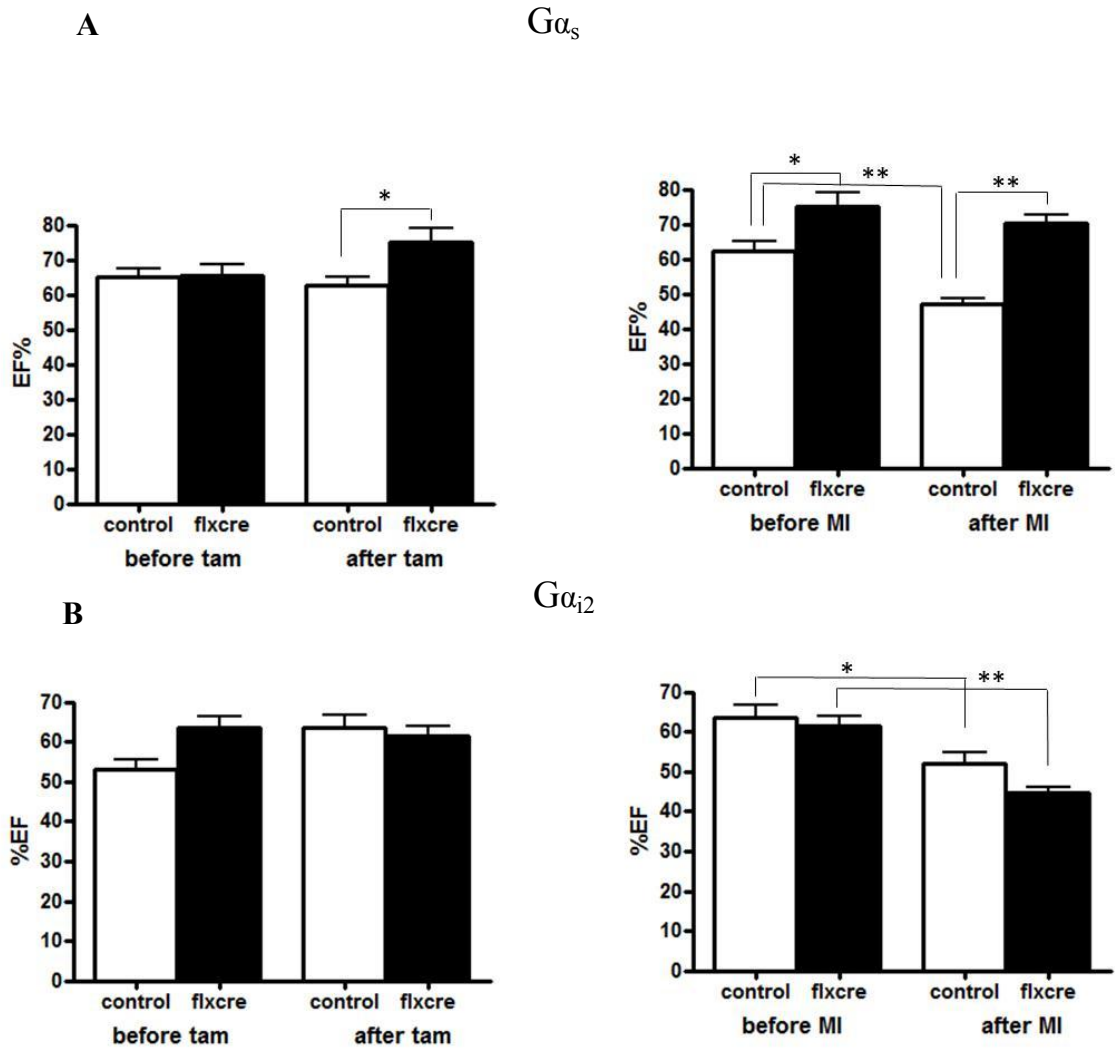 A
Gαs
*
EF%
80
70
60
50
40
30
20
10
0
control flxcre control flxcre
before tam after tam
* ** **
EF%
80
70
60
50
40
30
20
10
0
control flxcre control flxcre
before MI after MI
B
Gαi2
%EF
70
60
50
40
30
20
10
0
control flxcre control flxcre
before tam after tam
* **
%EF
70
60
50
40
30
20
10
0
control flxcre control flxcre
before MI after MI